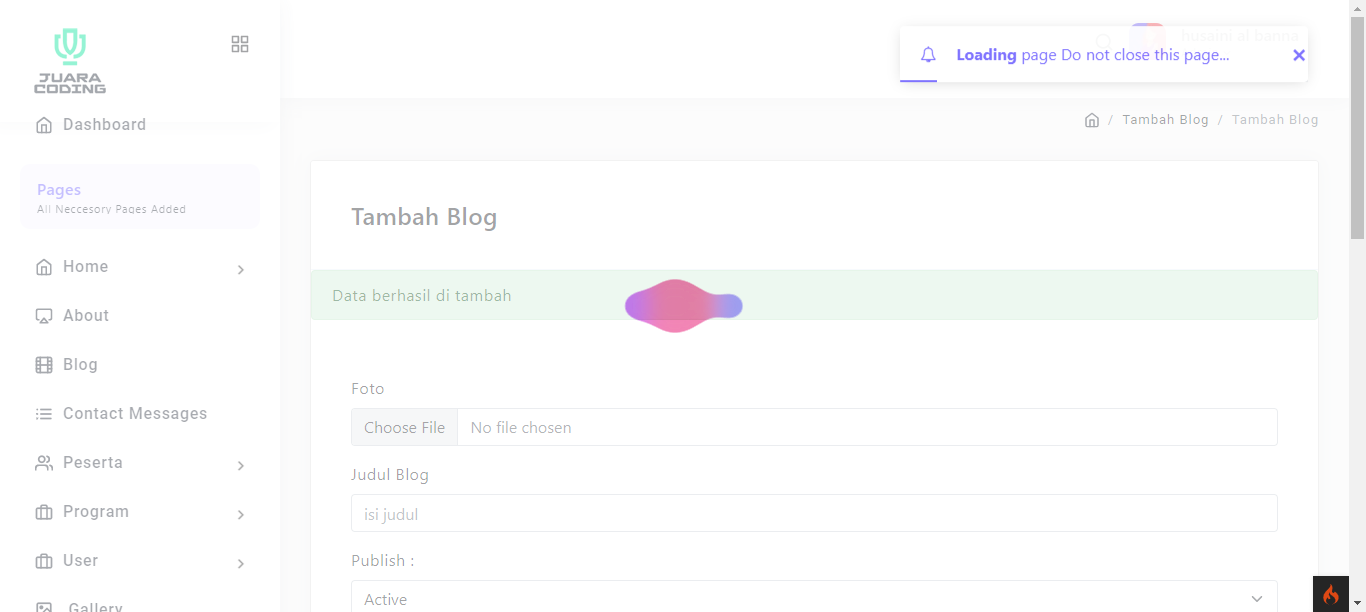 JUARA
CODING
husaini al banna
Loading page Do not close this page...
Dashboard
/ Tambah Blog / Tambah Blog
Pages
All Neccesory Pages Added
Tambah Blog
Home
Data berhasil di tambah
About
Blog
Foto
Contact Messages
Choose File No file chosen
Peserta
Judul Blog
Program
isi judul
User
Publish :
Active
Gallery